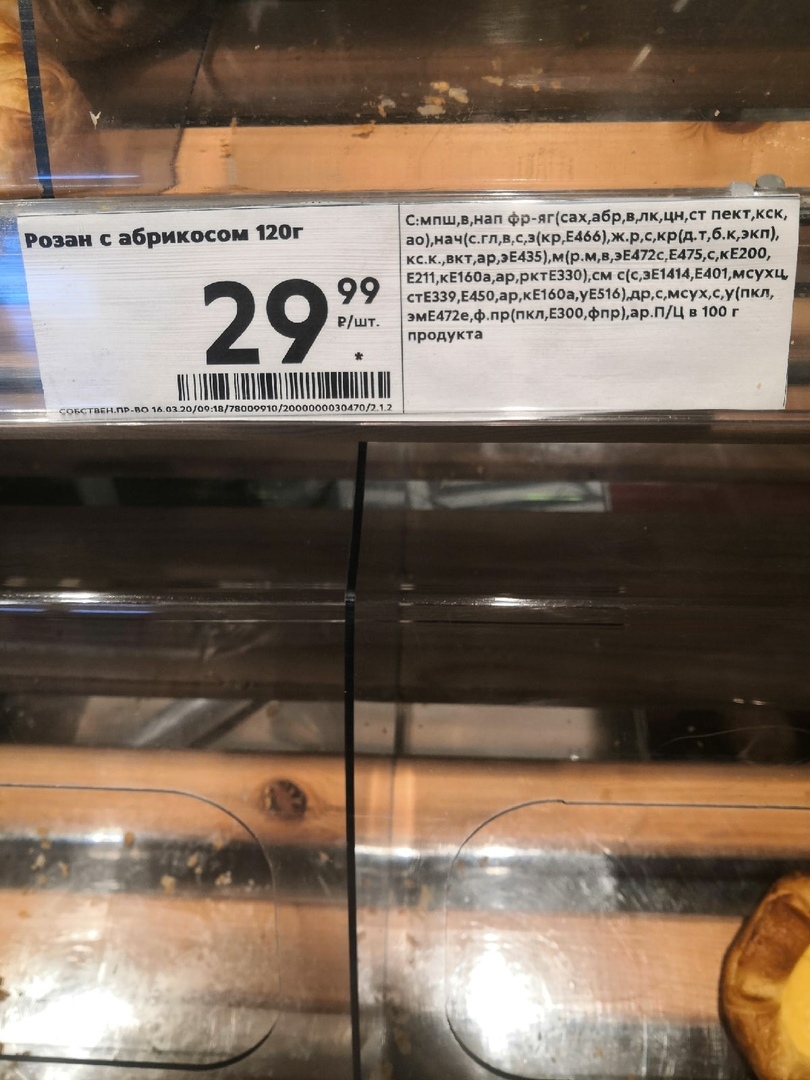 Розан с абрикосом 120г
29 99
₽/шт.
*
СОБСТВЕН.ПР-ВО 16.03.20/09:18/78009910/2000000030470/2.1.2
С:мпш,в,нап фр-яг(сах,абр,в,лк,цн,ст пект,кск,
ао),нач(с.гл,в,с,з(кр,Е466),ж.р,с,кр(д.т,б.к,экп),
кс.к.,вкт,ар,эЕ435),м(р.м,в,эЕ472с,Е475,с,кЕ200,
Е211,кЕ160а,ар,рктЕ330),см с(с,зЕ1414,Е401,мсухц,
стЕ339,Е450,ар,кЕ160а,уЕ516),др,с,мсух,с,у(пкл,
эмЕ472е,ф.пр(пкл,Е300,фпр),ар.П/Ц в 100 г
продукта